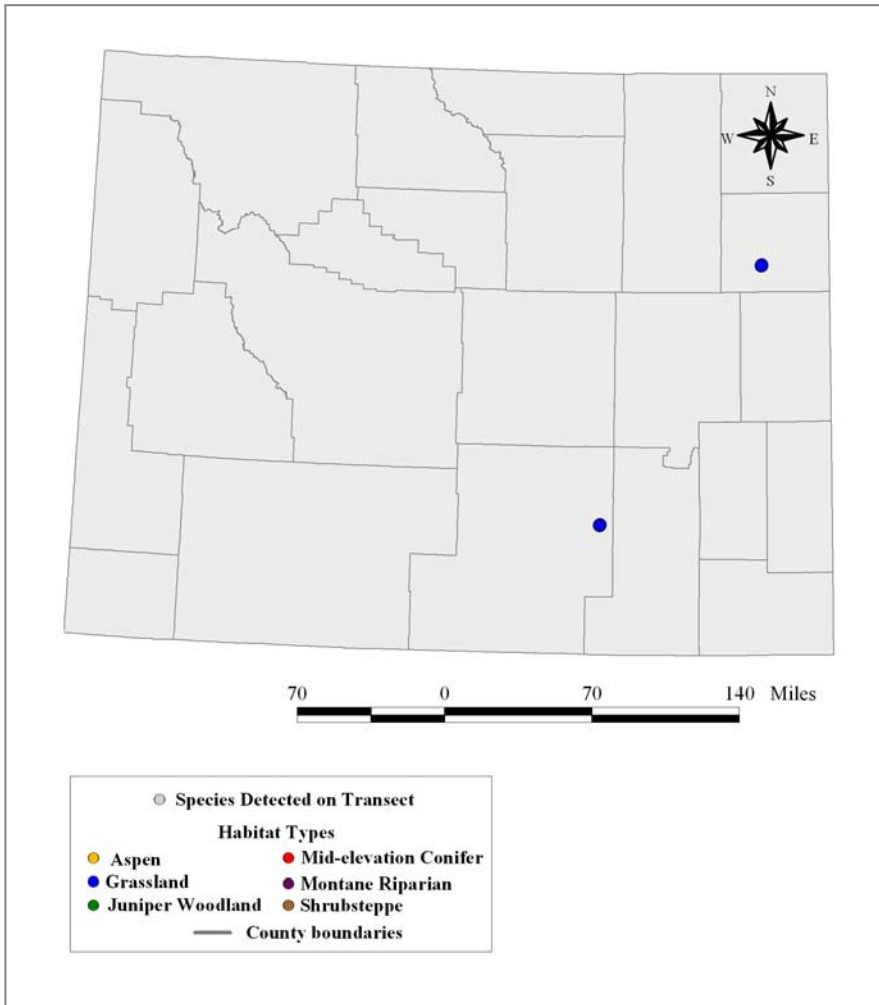 N
W E
S
70 0 70 140 Miles
Species Detected on Transect
Habitat Types
Aspen Mid-elevation Conifer
Grassland Montane Riparian
Juniper Woodland Shrubsteppe
County boundaries